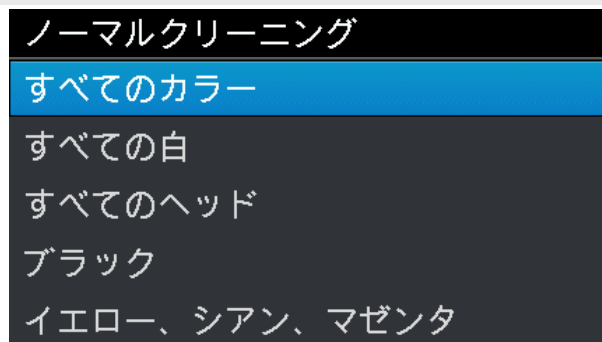 ノーマルクリーニング
すべてのカラー
すべての白
すべてのヘッド
ブラック
イエロー、シアン、マゼンタ